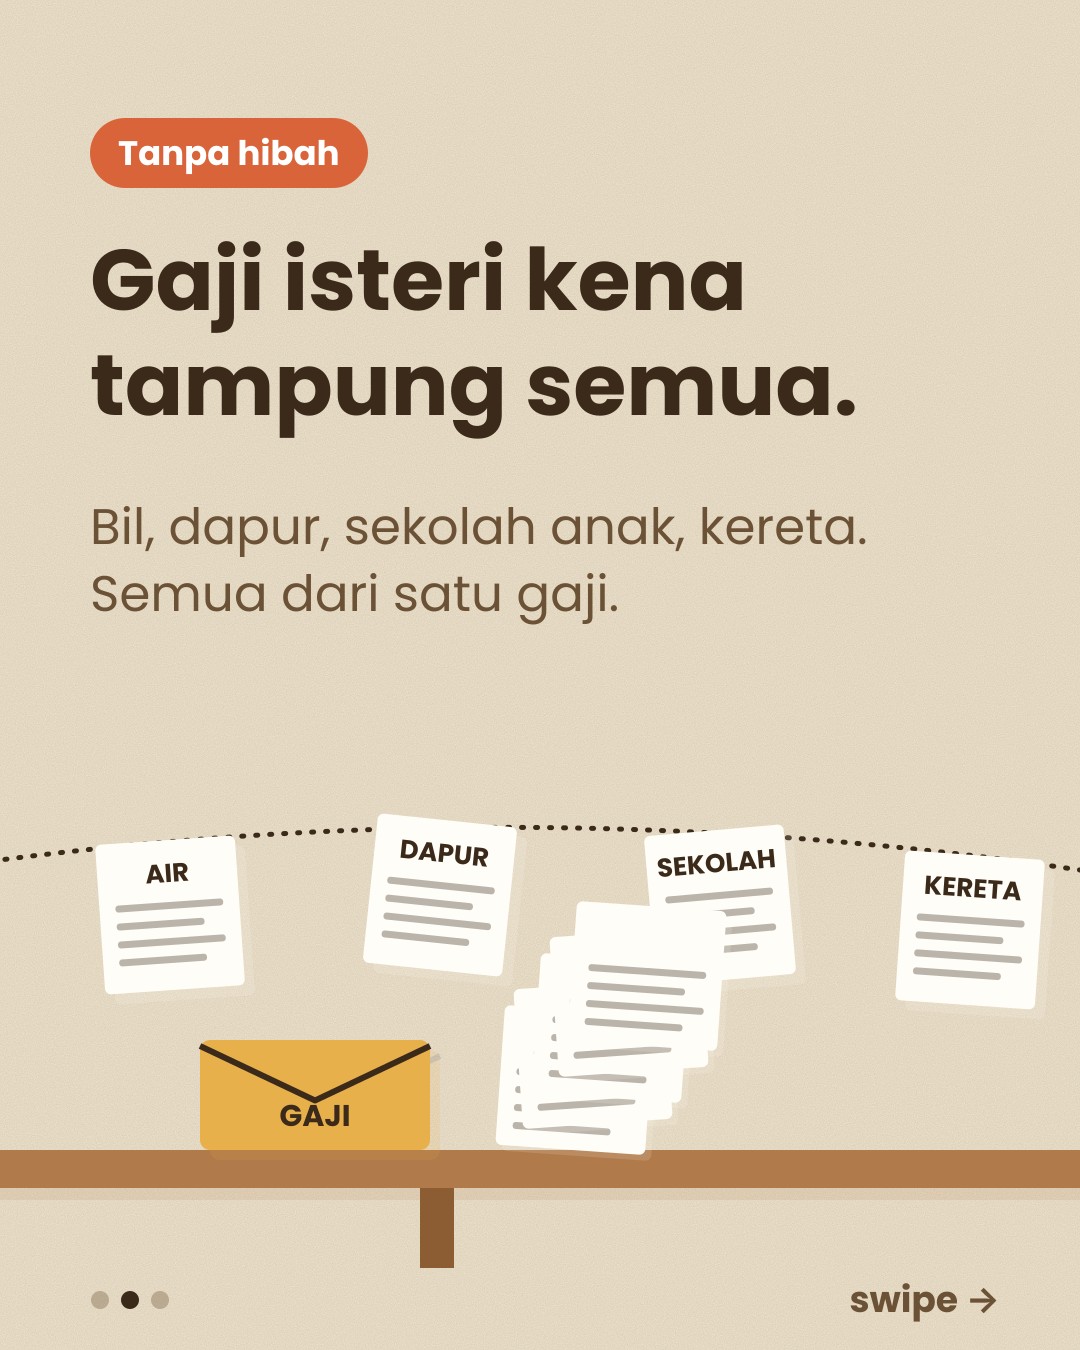 Tanpa hibah
Gaji isteri kena
tampung semua.
Bil, dapur, sekolah anak, kereta.
Semua dari satu gaji.
AIR
DAPUR
SEKOLAH
KERETA
GAJI
swipe →